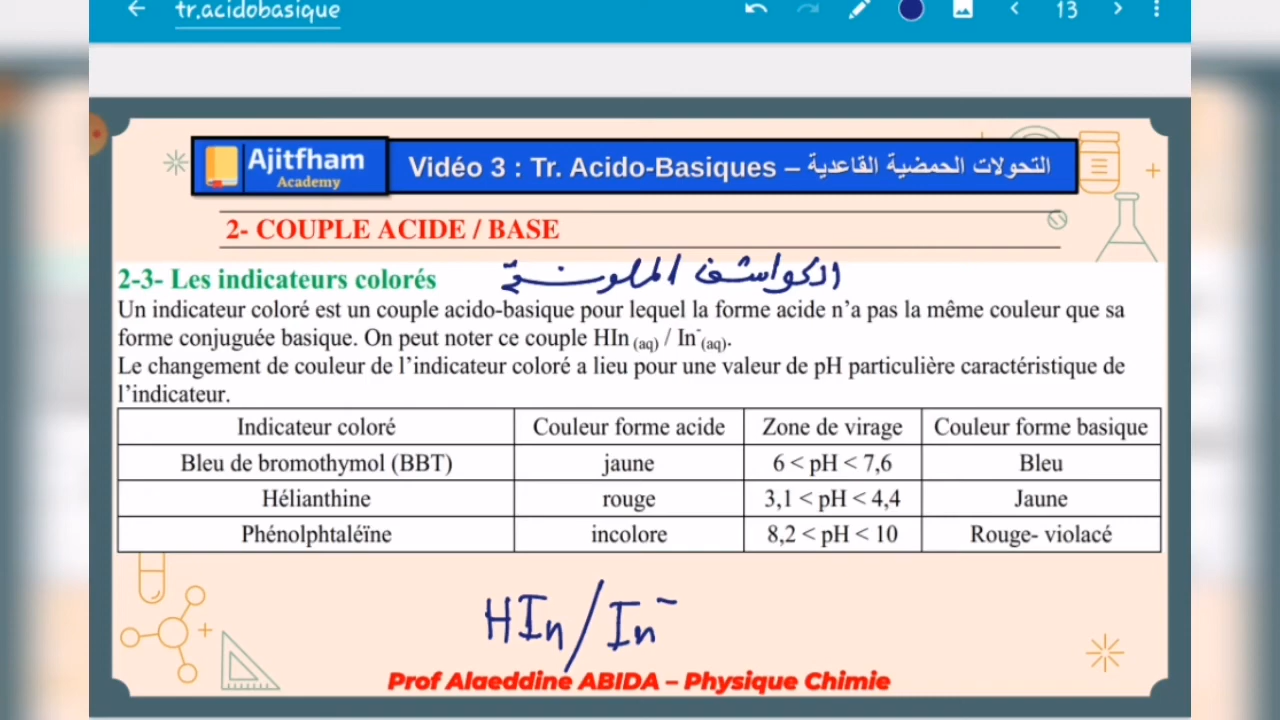 tr.acidobasique
13
Ajitfham
Academy
Vidéo 3 : Tr. Acido-Basiques – التحولات الحمضية القاعدية
2- COUPLE ACIDE / BASE
2-3- Les indicateurs colorés الكواشف الملونة
Un indicateur coloré est un couple acido-basique pour lequel la forme acide n’a pas la même couleur que sa
forme conjuguée basique. On peut noter ce couple HIn (aq) / In-(aq).
Le changement de couleur de l’indicateur coloré a lieu pour une valeur de pH particulière caractéristique de
l’indicateur.
Indicateur coloré Couleur forme acide Zone de virage Couleur forme basique
Bleu de bromothymol (BBT) jaune 6 < pH < 7,6 Bleu
Hélianthine rouge 3,1 < pH < 4,4 Jaune
Phénolphtaléïne incolore 8,2 < pH < 10 Rouge- violacé
HIn/In-
Prof Alaeddine ABIDA – Physique Chimie